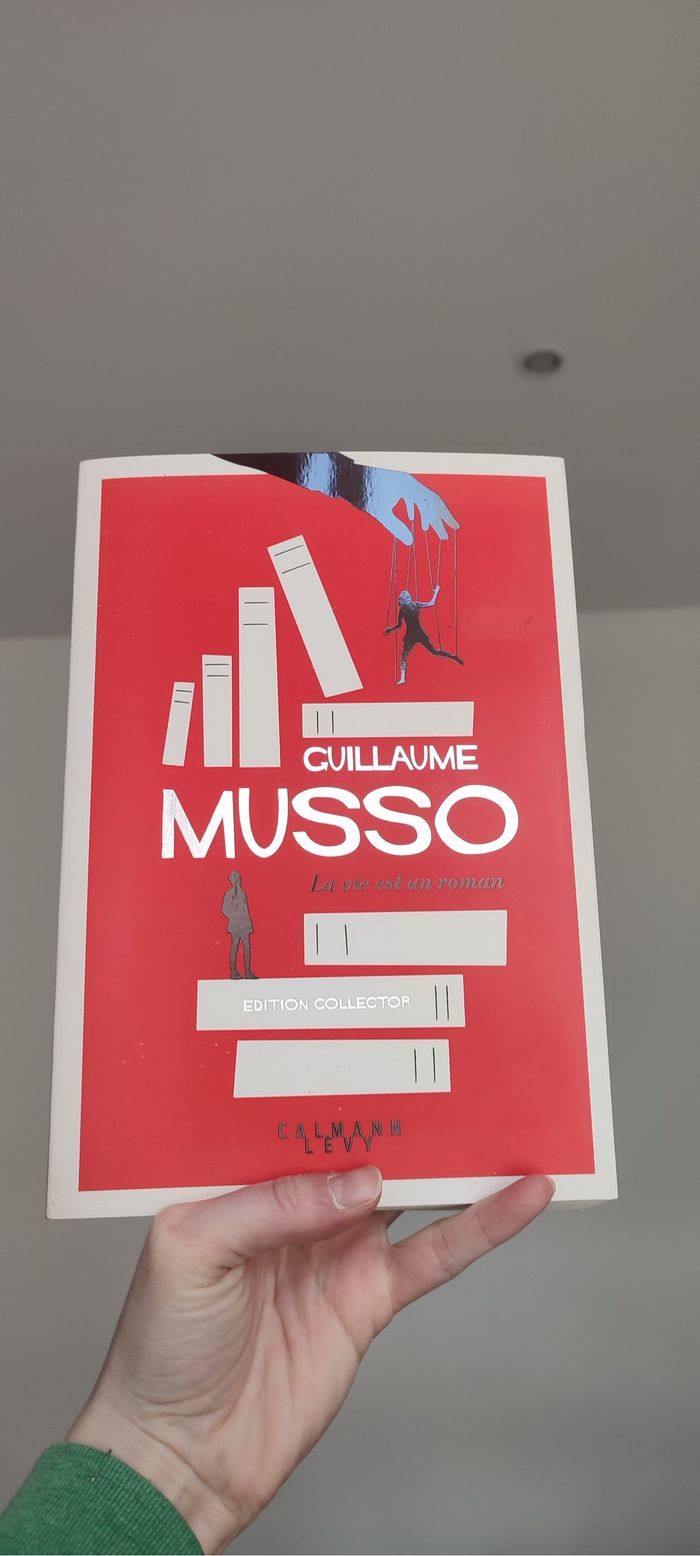 GUILLAUME
MUSSO
La vie est un roman
EDITION COLLECTOR
CALMANN
LEVY